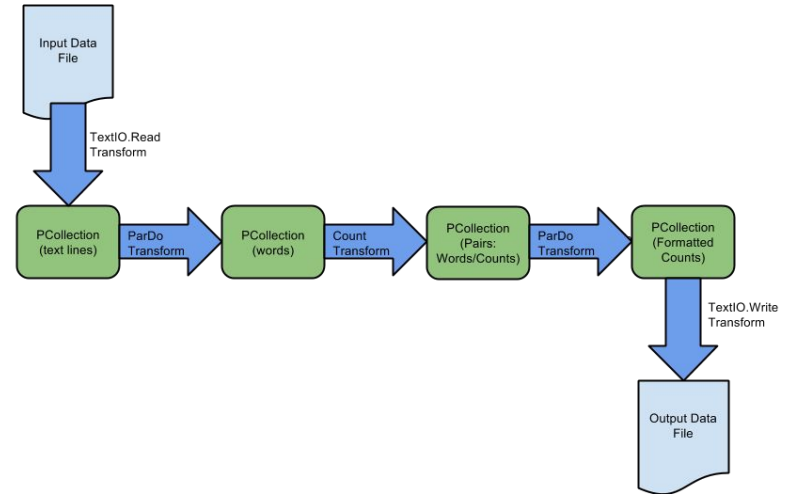 Input Data
File
TextIO.Read
Transform
PCollection
(text lines)
ParDo
Transform
PCollection
(words)
Count
Transform
PCollection
(Pairs:
Words/Counts)
ParDo
Transform
PCollection
(Formatted
Counts)
TextIO.Write
Transform
Output Data
File